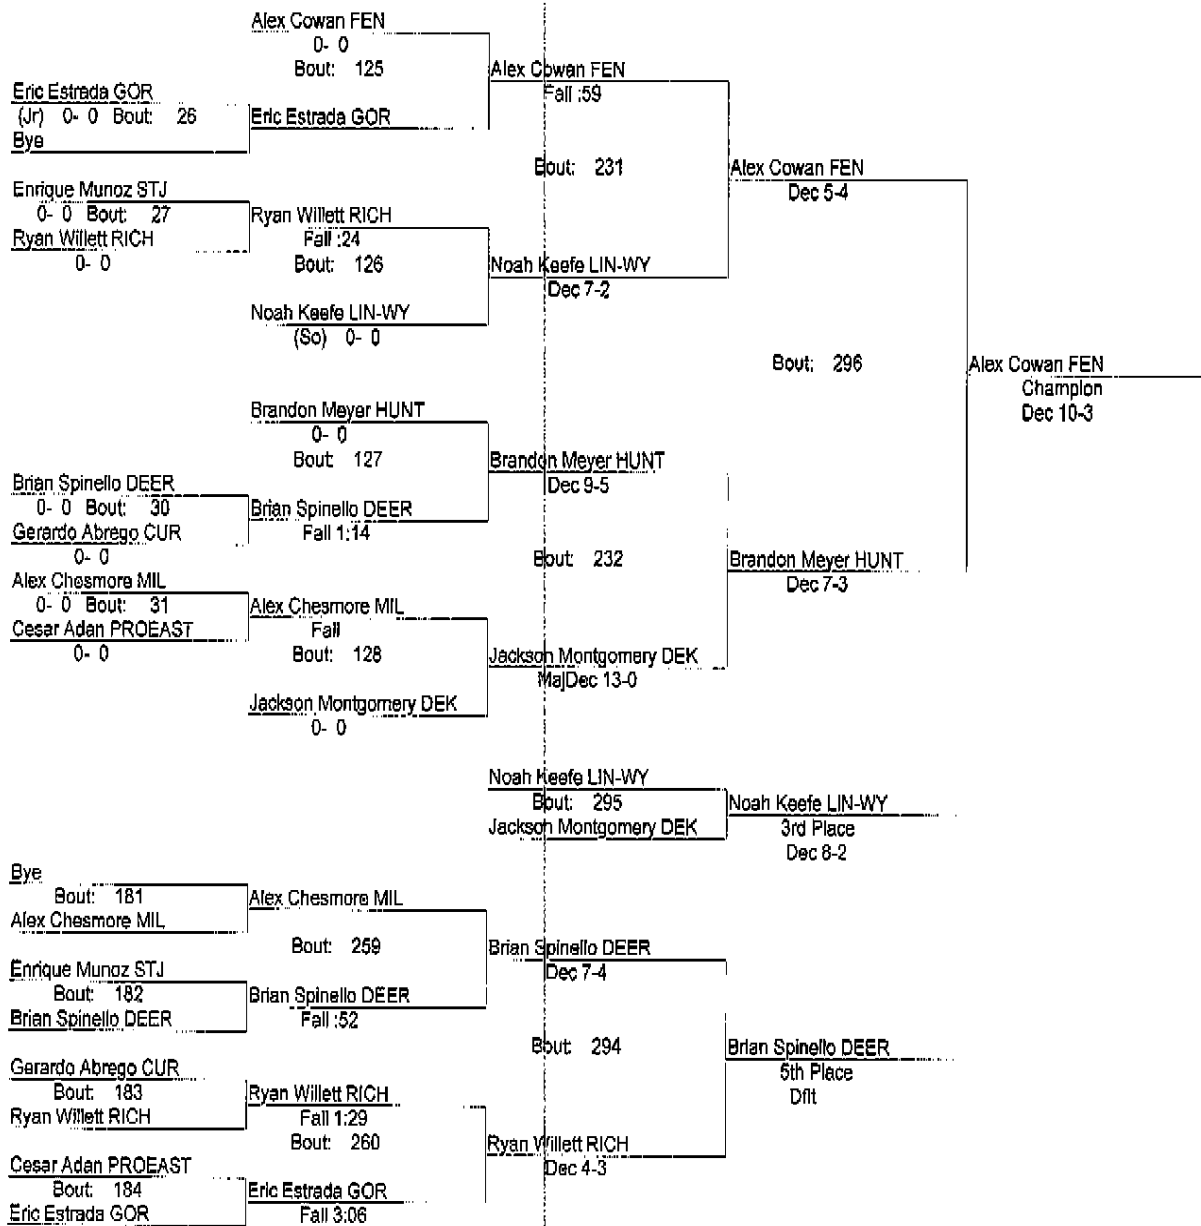 Alex Cowan FEN
0- 0
Bout: 125
Alex Cowan FEN
Fall :59
Eric Estrada GOR
(Jr) 0- 0 Bout: 26
Eric Estrada GOR
Bye
Bout: 231
Alex Cowan FEN
Dec 5-4
Enrique Munoz STJ
0- 0 Bout: 27
Ryan Willett RICH
Ryan Willett RICH
Fall :24
0- 0
Bout: 126
Noah Keefe LIN-WY
Dec 7-2
Noah Keefe LIN-WY
(So) 0- 0
Bout: 296
Alex Cowan FEN
Champion
Dec 10-3
Brandon Meyer HUNT
0- 0
Bout: 127
Brandon Meyer HUNT
Dec 9-5
Brian Spinello DEER
0- 0 Bout: 30
Brian Spinello DEER
Gerardo Abrego CUR
Fall 1:14
0- 0
Bout: 232
Brandon Meyer HUNT
Dec 7-3
Alex Chesmore MIL
0- 0 Bout: 31
Alex Chesmore MIL
Cesar Adan PROEAST
Fall
0- 0
Bout: 128
Jackson Montgomery DEK
MajDec 13-0
Jackson Montgomery DEK
0- 0
Noah Keefe LIN-WY
Bout: 295
Noah Keefe LIN-WY
Jackson Montgomery DEK
3rd Place
Dec 8-2
Bye
Bout: 181
Alex Chesmore MIL
Alex Chesmore MIL
Bout: 259
Brian Spinello DEER
Dec 7-4
Enrique Munoz STJ
Bout: 182
Brian Spinello DEER
Brian Spinello DEER
Fall :52
Bout: 294
Brian Spinello DEER
5th Place
Dflt
Gerardo Abrego CUR
Bout: 183
Ryan Willett RICH
Ryan Willett RICH
Fall 1:29
Bout: 260
Ryan Willett RICH
Dec 4-3
Cesar Adan PROEAST
Bout: 184
Eric Estrada GOR
Eric Estrada GOR
Fall 3:06